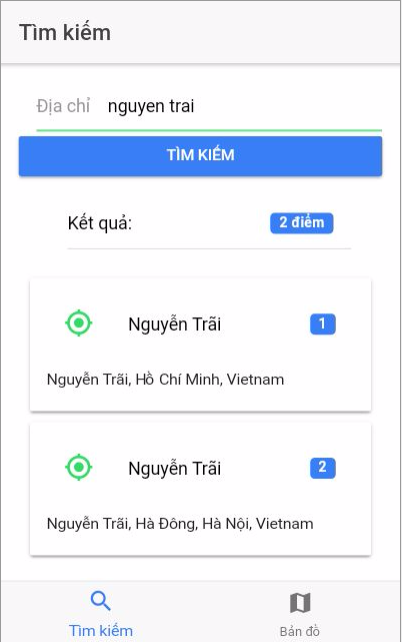 Tìm kiếm
Địa chỉ nguyen trai
TÌM KIẾM
Kết quả: 2 điểm
Nguyễn Trãi 1
Nguyễn Trãi, Hồ Chí Minh, Vietnam
Nguyễn Trãi 2
Nguyễn Trãi, Hà Đông, Hà Nội, Vietnam
Tìm kiếm Bản đồ